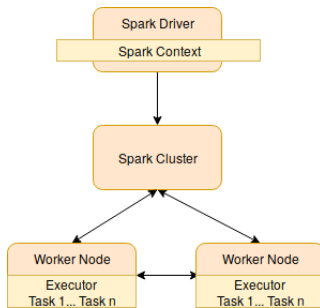 Spark Driver
Spark Context
Spark Cluster
Worker Node
Executor
Task 1... Task n
Worker Node
Executor
Task 1... Task n